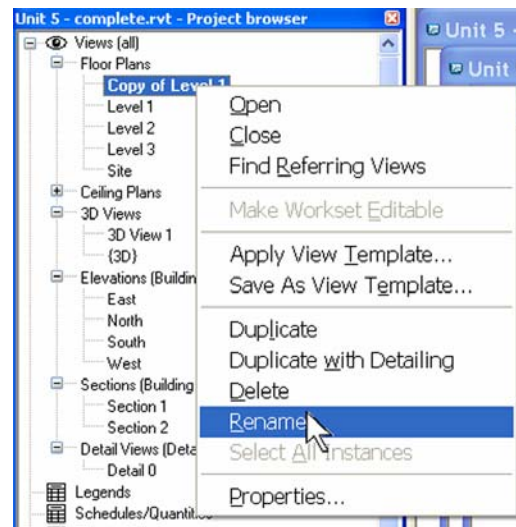 Unit 5 - complete.rvt - Project browser
Views (all)
Floor Plans
Copy of Level 1
Level 1
Level 2
Level 3
Site
Ceiling Plans
3D Views
3D View 1
{3D}
Elevations (Buildin
East
North
South
West
Sections (Building
Section 1
Section 2
Detail Views (Deta
Detail 0
Legends
Schedules/Quantit
Open
Close
Find Referring Views
Make Workset Editable
Apply View Template...
Save As View Template...
Duplicate
Duplicate with Detailing
Delete
Rename
Select All Instances
Properties...
Unit 5 -
Unit